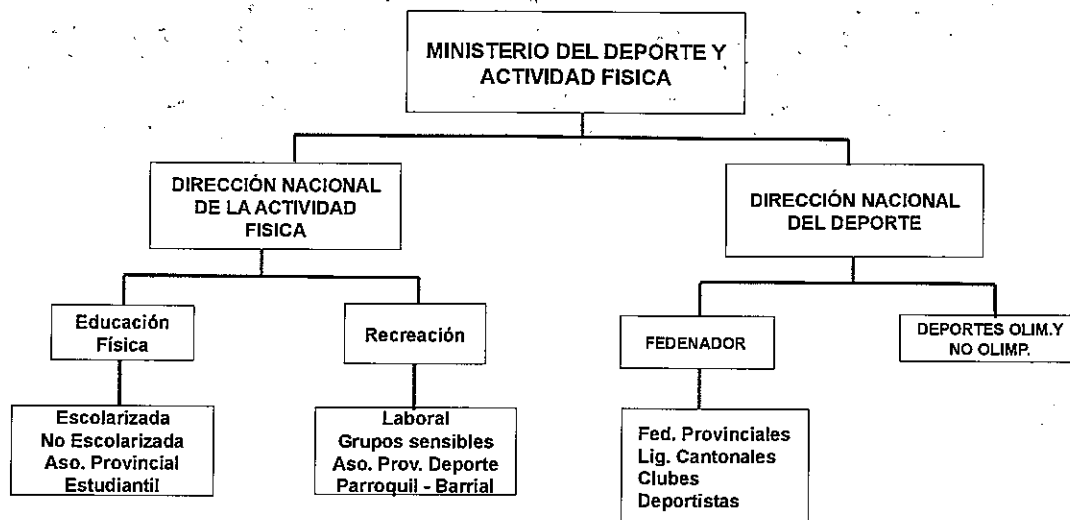 MINISTERIO DEL DEPORTE Y
ACTIVIDAD FISICA
DIRECCIÓN NACIONAL
DE LA ACTIVIDAD
FISICA
DIRECCIÓN NACIONAL
DEL DEPORTE
Educación
Física
Recreación
FEDENADOR
DEPORTES OLIM.Y
NO OLIMP.
Escolarizada
No Escolarizada
Aso. Provincial
Estudiantil
Laboral
Grupos sensibles
Aso. Prov. Deporte
Parroquil - Barrial
Fed. Provinciales
Lig. Cantonales
Clubes
Deportistas